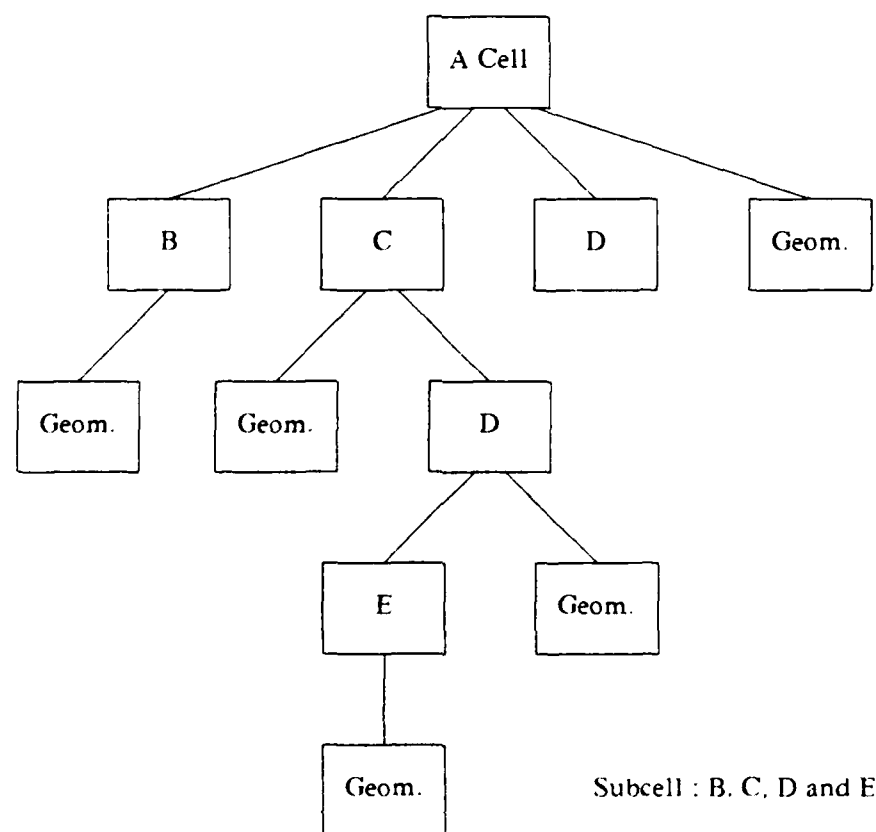 A Cell
B
C
D
Geom.
Geom.
Geom.
D
E
Geom.
Geom.
Subcell : B. C, D and E